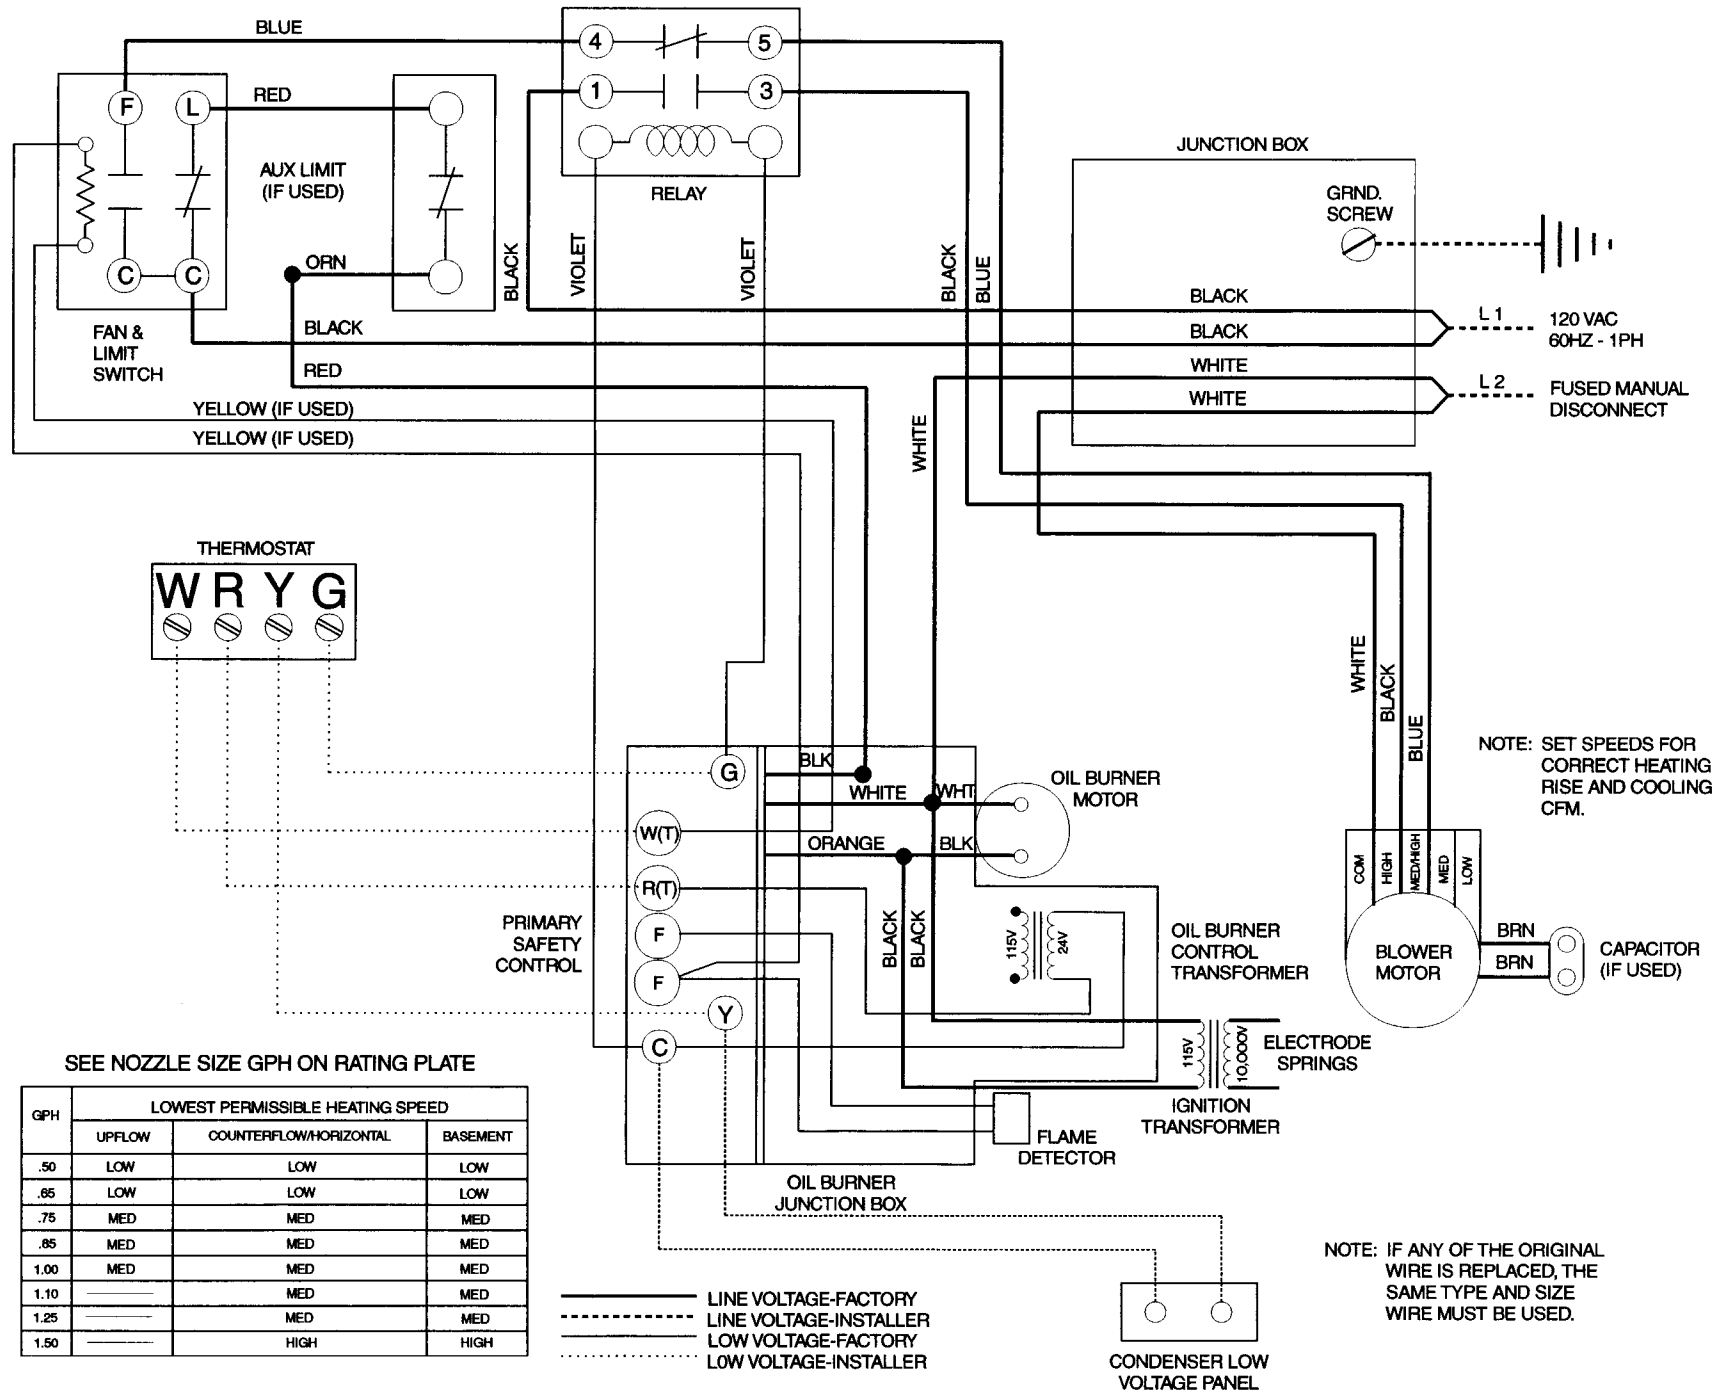 BLUE
4
5
F
L
RED
1
3
AUX LIMIT
(IF USED)
RELAY
JUNCTION BOX
GRND.
SCREW
C
C
ORN
BLACK
VIOLET
VIOLET
BLACK
BLUE
FAN &
LIMIT
SWITCH
BLACK
RED
BLACK
BLACK
WHITE
WHITE
L 1
120 VAC
60HZ - 1PH
L 2
FUSED MANUAL
DISCONNECT
YELLOW (IF USED)
YELLOW (IF USED)
WHITE
THERMOSTAT
W R Y G
WHITE
BLACK
BLUE
NOTE: SET SPEEDS FOR
CORRECT HEATING
RISE AND COOLING
CFM.
G
BLK
WHITE
WHT
OIL BURNER
MOTOR
W(T)
ORANGE
BLK
R(T)
F
F
Y
C
PRIMARY
SAFETY
CONTROL
BLACK
BLACK
115V
24V
OIL BURNER
CONTROL
TRANSFORMER
COM
HIGH
MED/HIGH
MED
LOW
BLOWER
MOTOR
BRN
BRN
CAPACITOR
(IF USED)
115V
10,000V
ELECTRODE
SPRINGS
IGNITION
TRANSFORMER
FLAME
DETECTOR
OIL BURNER
JUNCTION BOX
SEE NOZZLE SIZE GPH ON RATING PLATE
GPH
LOWEST PERMISSIBLE HEATING SPEED
UPFLOW COUNTERFLOW/HORIZONTAL BASEMENT
.50 LOW LOW LOW
.65 LOW LOW LOW
.75 MED MED MED
.85 MED MED MED
1.00 MED MED MED
1.10 MED MED
1.25 MED MED
1.50 HIGH HIGH
LINE VOLTAGE-FACTORY
LINE VOLTAGE-INSTALLER
LOW VOLTAGE-FACTORY
LOW VOLTAGE-INSTALLER
CONDENSER LOW
VOLTAGE PANEL
NOTE: IF ANY OF THE ORIGINAL
WIRE IS REPLACED, THE
SAME TYPE AND SIZE
WIRE MUST BE USED.